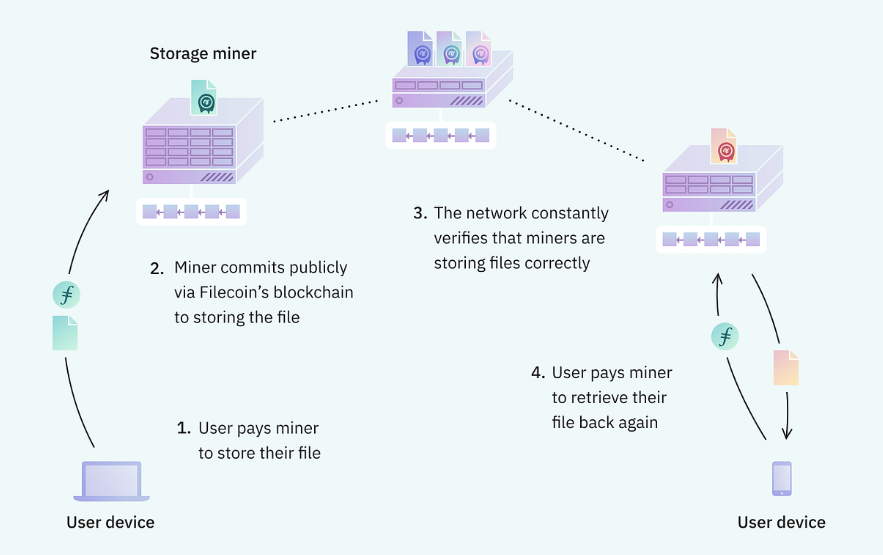 Storage miner
3. The network constantly
verifies that miners are
storing files correctly
2. Miner commits publicly
via Filecoin’s blockchain
to storing the file
4. User pays miner
to retrieve their
file back again
1. User pays miner
to store their file
User device
User device